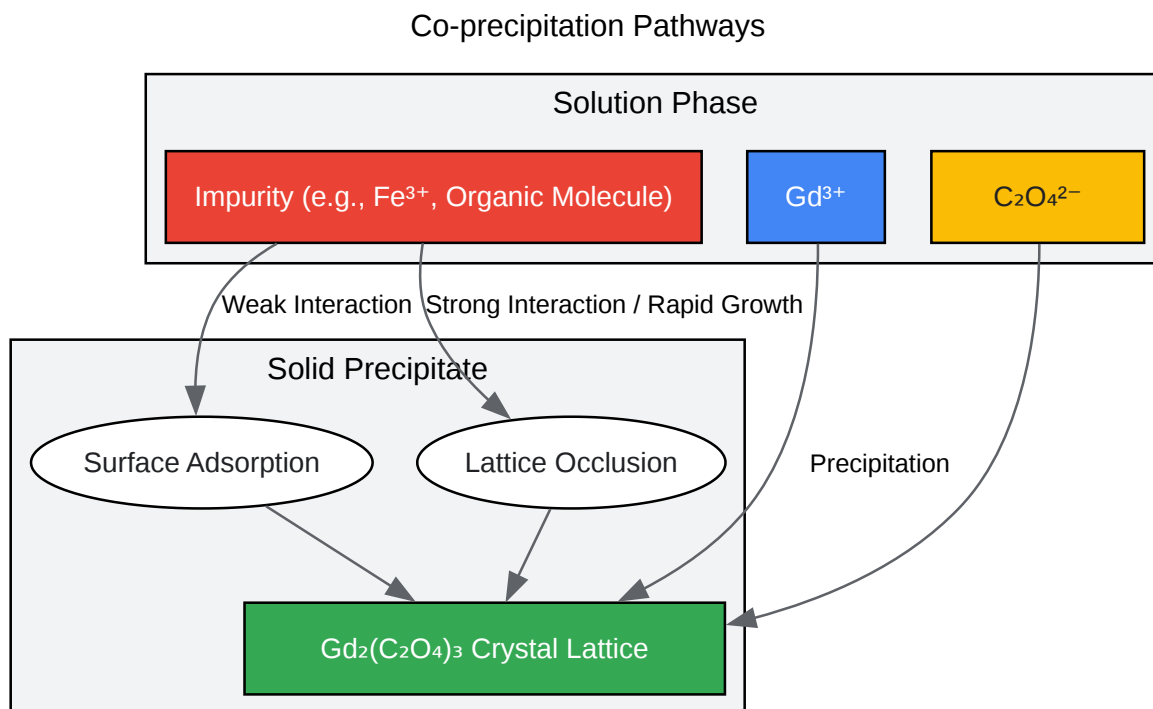 Co-precipitation Pathways
Solution Phase
Impurity (e.g., Fe³⁺, Organic Molecule)
Gd³⁺
C₂O₄²⁻
Weak Interaction
Strong Interaction / Rapid Growth
Solid Precipitate
Surface Adsorption
Lattice Occlusion
Precipitation
Gd₂(C₂O₄)₃ Crystal Lattice